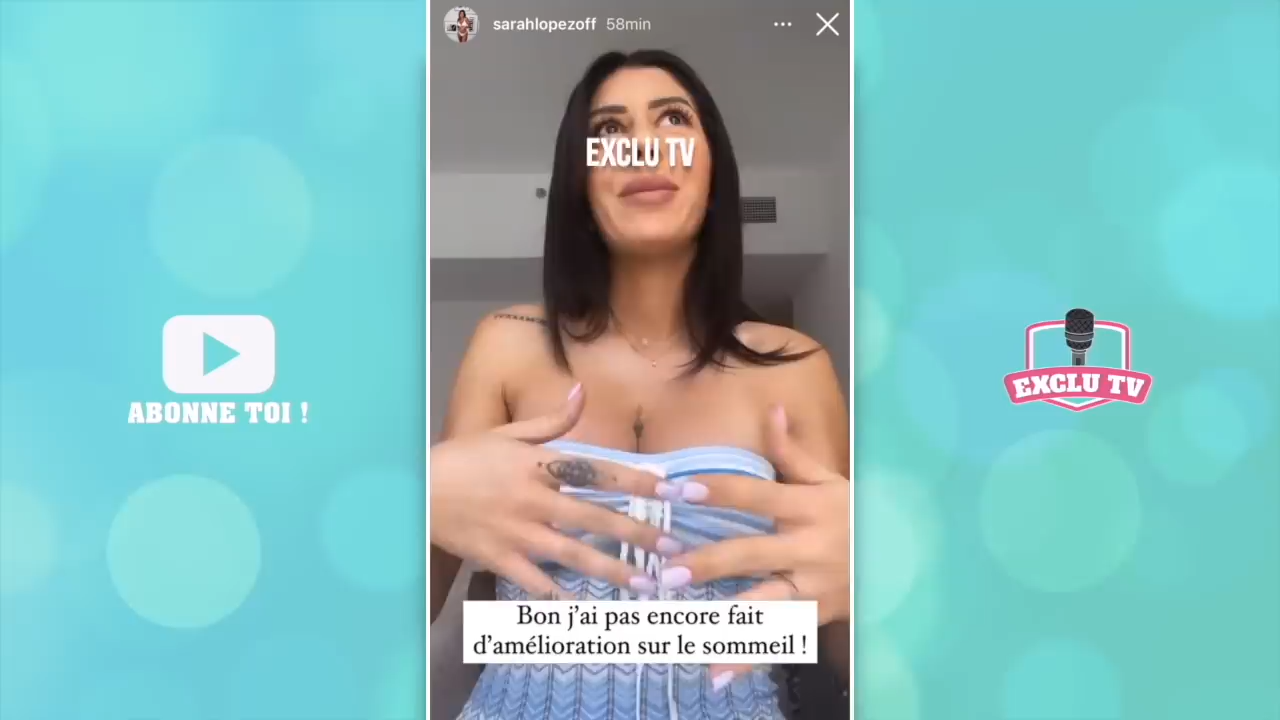 sarahlopezoff 58min
EXCLU TV
ABONNE TOI !
EXCLU TV
Bon j’ai pas encore fait
d’amélioration sur le sommeil !